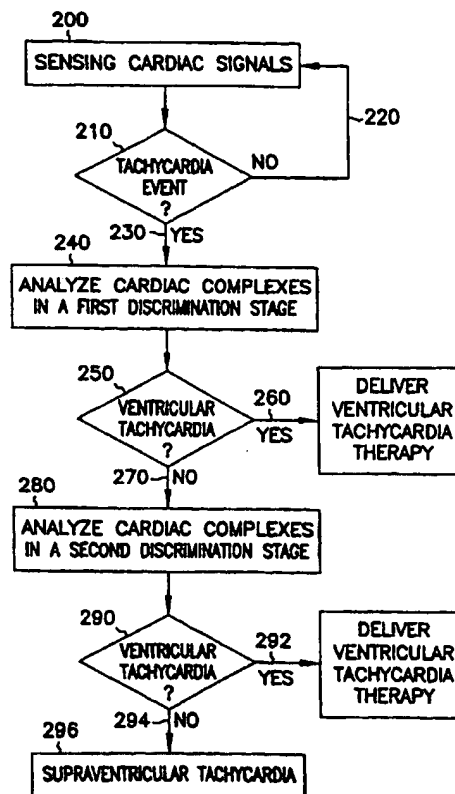 200
SENSING CARDIAC SIGNALS
220
210
TACHYCARDIA
EVENT
?
NO
230
YES
240
ANALYZE CARDIAC COMPLEXES
IN A FIRST DISCRIMINATION STAGE
250
VENTRICULAR
TACHYCARDIA
?
260
YES
DELIVER
VENTRICULAR
TACHYCARDIA
THERAPY
270
NO
280
ANALYZE CARDIAC COMPLEXES
IN A SECOND DISCRIMINATION STAGE
290
VENTRICULAR
TACHYCARDIA
?
292
YES
DELIVER
VENTRICULAR
TACHYCARDIA
THERAPY
294
NO
296
SUPRAVENTRICULAR TACHYCARDIA